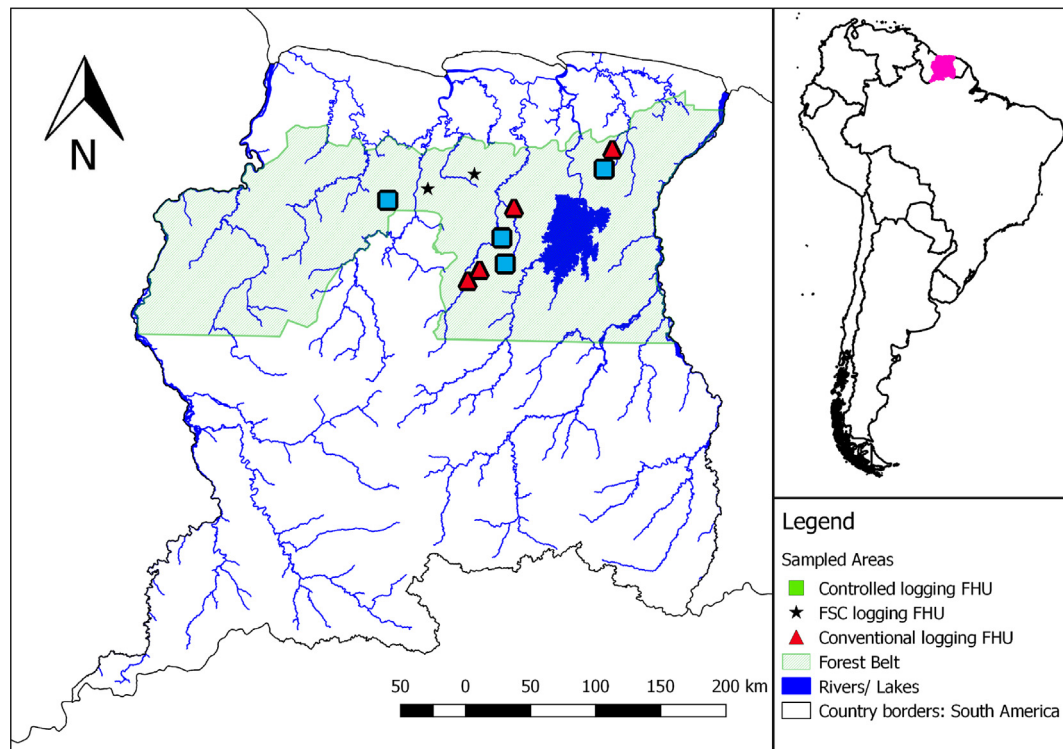 N
50 0 50 100 150 200 km
Legend
Sampled Areas
Controlled logging FHU
FSC logging FHU
Conventional logging FHU
Forest Belt
Rivers/ Lakes
Country borders: South America